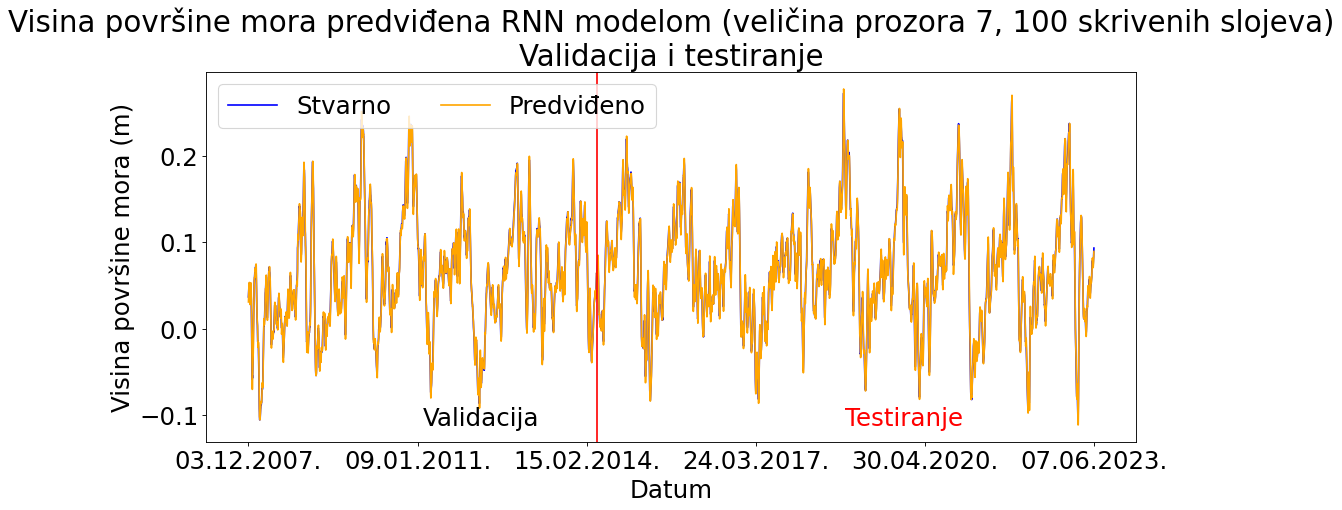 Visina površine mora predviđena RNN modelom (veličina prozora 7, 100 skrivenih slojeva)
Validacija i testiranje
Stvarno
Predviđeno
Visina površine mora (m)
0.2
0.1
0.0
−0.1
Validacija
Testiranje
03.12.2007. 09.01.2011. 15.02.2014. 24.03.2017. 30.04.2020. 07.06.2023.
Datum